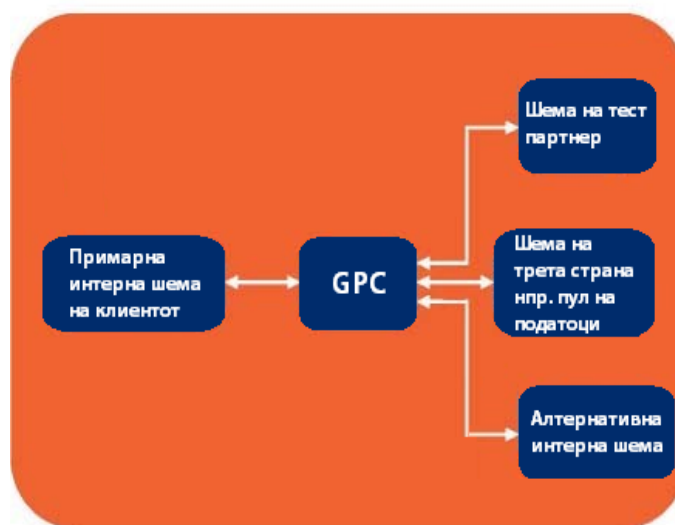 Шема на тест
партнер
Примарна
интерна шема
на клиентот
GPC
Шема на
трета страна
нпр. пул на
податоци
Алтернативна
интерна шема